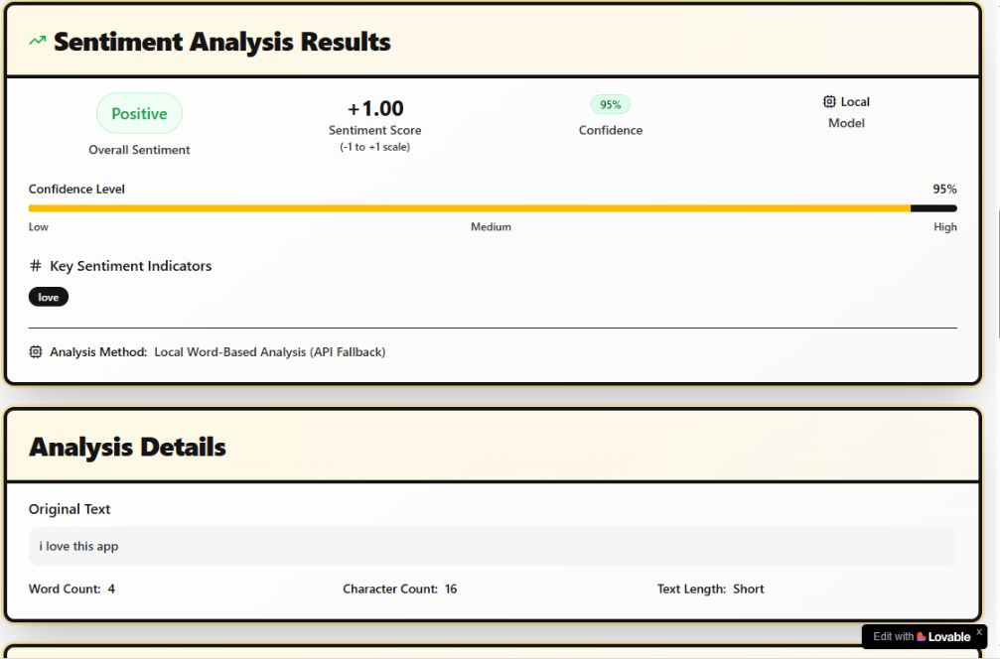 Sentiment Analysis Results
Positive
Overall Sentiment
+1.00
Sentiment Score
(-1 to +1 scale)
95%
Confidence
Local
Model
Confidence Level 95%
Low Medium High
# Key Sentiment Indicators
love
Analysis Method: Local Word-Based Analysis (API Fallback)
Analysis Details
Original Text
i love this app
Word Count: 4 Character Count: 16 Text Length: Short
Edit with Lovable x